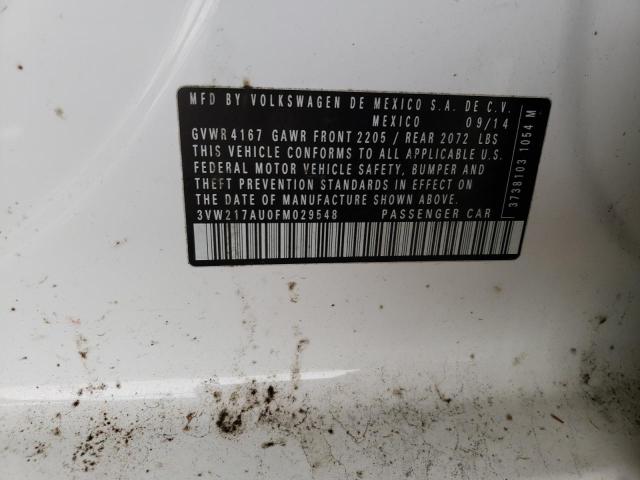 MFD BY VOLKSWAGEN DE MEXICO S.A. DE C.V.
MEXICO 09/14
GVWR 4167 GAWR FRONT 2205 / REAR 2072 LBS
THIS VEHICLE CONFORMS TO ALL APPLICABLE U.S.
FEDERAL MOTOR VEHICLE SAFETY, BUMPER AND
THEFT PREVENTION STANDARDS IN EFFECT ON
THE DATE OF MANUFACTURE SHOWN ABOVE.
3VW217AU0FM029548 PASSENGER CAR
3738103 1054 M